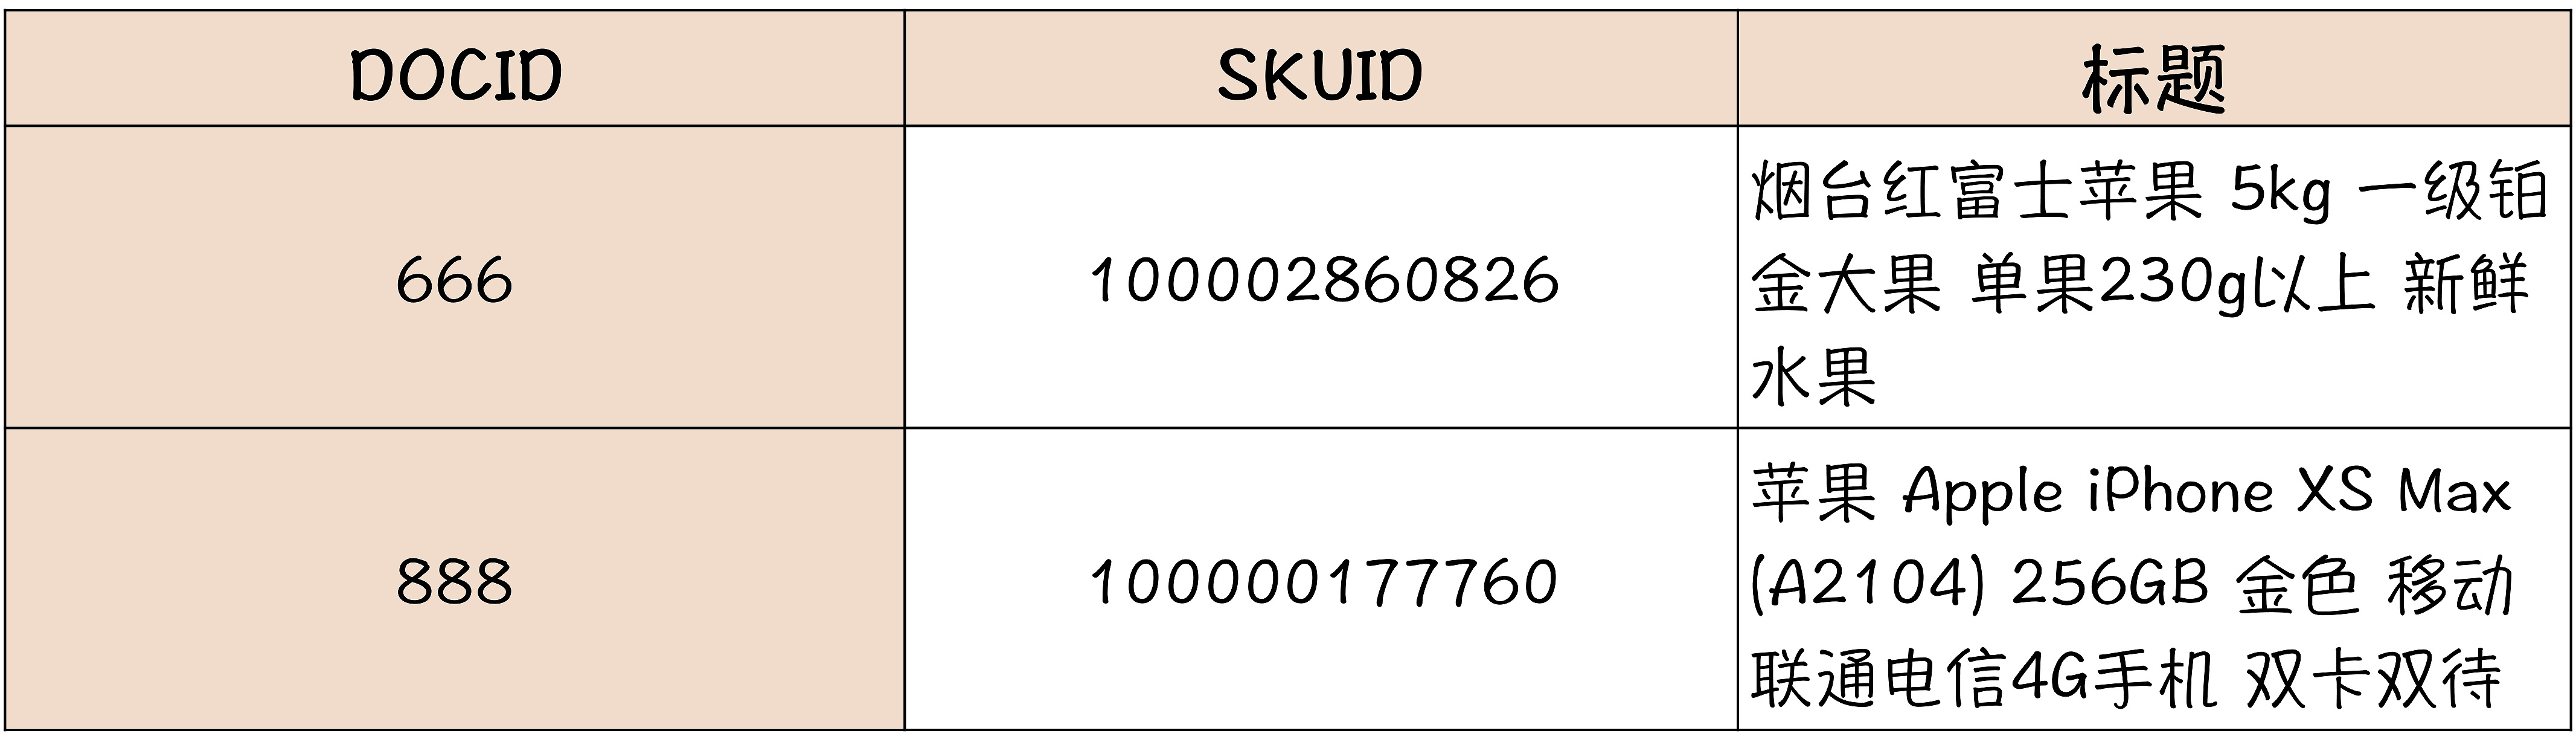 DOCID SKUID 标题
666 100002860826 烟台红富士苹果 5kg 一级铂
金大果 单果230g以上 新鲜
水果
888 100000177760 苹果 Apple iPhone XS Max
(A2104) 256GB 金色 移动
联通电信4G手机 双卡双待